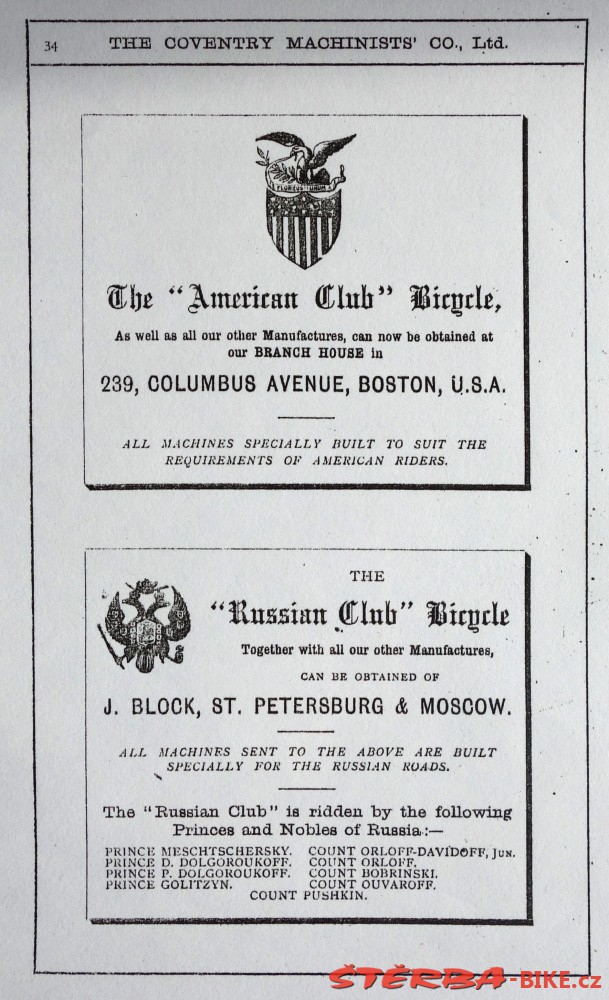 34 THE COVENTRY MACHINISTS' CO., Ltd.
The "American Club" Bicycle,
As well as all our other Manufactures, can now be obtained at
our BRANCH HOUSE in
239, COLUMBUS AVENUE, BOSTON, U.S.A.
ALL MACHINES SPECIALLY BUILT TO SUIT THE
REQUIREMENTS OF AMERICAN RIDERS.
THE
"Russian Club" Bicycle
Together with all our other Manufactures,
CAN BE OBTAINED OF
J. BLOCK, ST. PETERSBURG & MOSCOW.
ALL MACHINES SENT TO THE ABOVE ARE BUILT
SPECIALLY FOR THE RUSSIAN ROADS.
The "Russian Club" is ridden by the following
Princes and Nobles of Russia:—
PRINCE MESCHTSCHERSKY. COUNT ORLOFF-DAVIDOFF, JUN.
PRINCE D. DOLGOROUKOFF. COUNT ORLOFF.
PRINCE P. DOLGOROUKOFF. COUNT BOBRINSKI.
PRINCE GOLITZYN. COUNT OUVAROFF.
COUNT PUSHKIN.
ŠTĚRBA-BIKE.cz